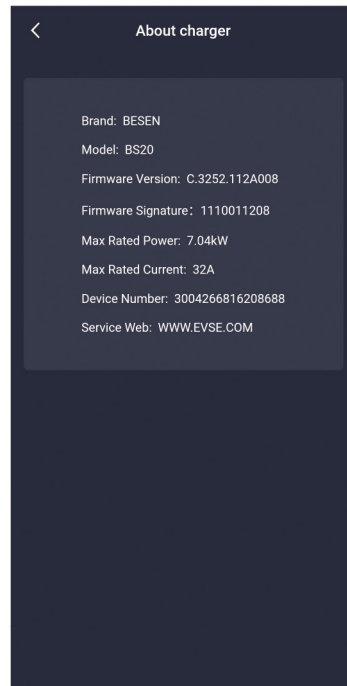 About charger
Brand: BESEN
Model: BS20
Firmware Version: C.3252.112A008
Firmware Signature：1110011208
Max Rated Power: 7.04kW
Max Rated Current: 32A
Device Number: 3004266816208688
Service Web: WWW.EVSE.COM